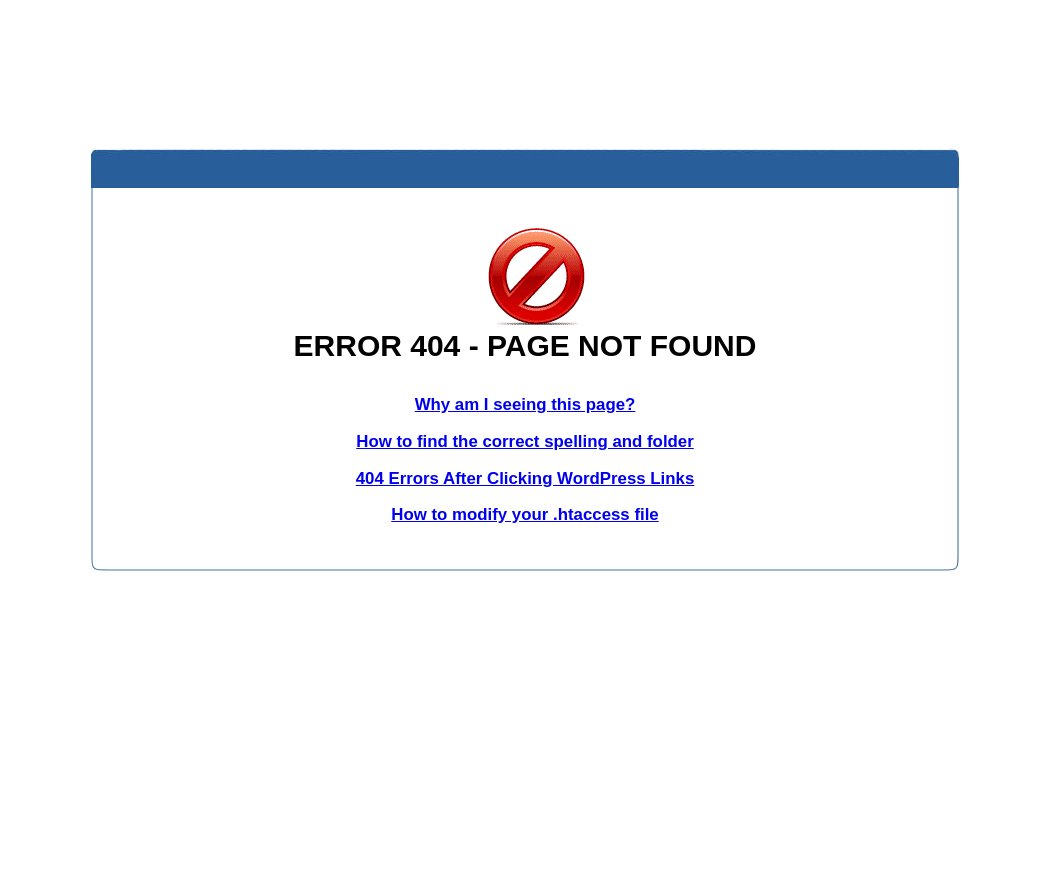 ERROR 404 - PAGE NOT FOUND
Why am I seeing this page?
How to find the correct spelling and folder
404 Errors After Clicking WordPress Links
How to modify your .htaccess file